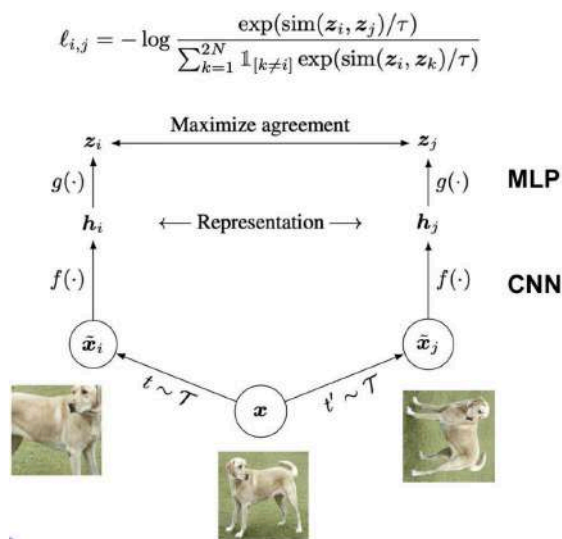 ℓ_{i,j} = − log exp(sim(z_i, z_j)/τ) / ∑_{k=1}^{2N} 𝟙_{[k≠i]} exp(sim(z_i, z_k)/τ)
z_i Maximize agreement z_j
g(·) g(·) MLP
h_i ← Representation → h_j
f(·) f(·) CNN
x̃_i x̃_j
t ∼ 𝒯 x t′ ∼ 𝒯